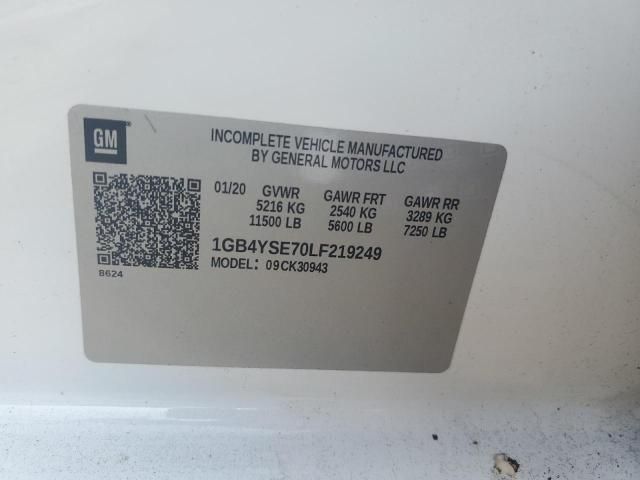 GM
INCOMPLETE VEHICLE MANUFACTURED
BY GENERAL MOTORS LLC
01/20 GVWR GAWR FRT GAWR RR
5216 KG 2540 KG 3289 KG
11500 LB 5600 LB 7250 LB
1GB4YSE70LF219249
MODEL: 09CK30943
8624